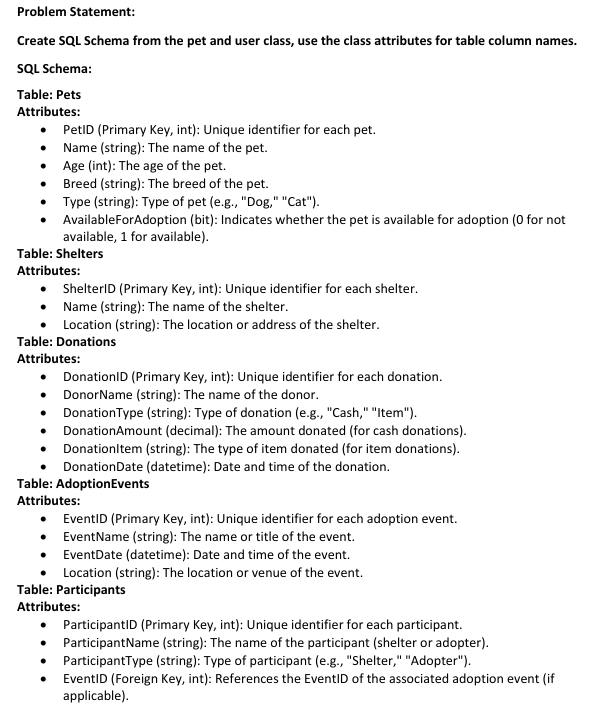 Problem Statement:
Create SQL Schema from the pet and user class, use the class attributes for table column names.
SQL Schema:
Table: Pets
Attributes:
• PetID (Primary Key, int): Unique identifier for each pet.
• Name (string): The name of the pet.
• Age (int): The age of the pet.
• Breed (string): The breed of the pet.
• Type (string): Type of pet (e.g., "Dog," "Cat").
• AvailableForAdoption (bit): Indicates whether the pet is available for adoption (0 for not
available, 1 for available).
Table: Shelters
Attributes:
• ShelterID (Primary Key, int): Unique identifier for each shelter.
• Name (string): The name of the shelter.
• Location (string): The location or address of the shelter.
Table: Donations
Attributes:
• DonationID (Primary Key, int): Unique identifier for each donation.
• DonorName (string): The name of the donor.
• DonationType (string): Type of donation (e.g., "Cash," "Item").
• DonationAmount (decimal): The amount donated (for cash donations).
• DonationItem (string): The type of item donated (for item donations).
• DonationDate (datetime): Date and time of the donation.
Table: AdoptionEvents
Attributes:
• EventID (Primary Key, int): Unique identifier for each adoption event.
• EventName (string): The name or title of the event.
• EventDate (datetime): Date and time of the event.
• Location (string): The location or venue of the event.
Table: Participants
Attributes:
• ParticipantID (Primary Key, int): Unique identifier for each participant.
• ParticipantName (string): The name of the participant (shelter or adopter).
• ParticipantType (string): Type of participant (e.g., "Shelter," "Adopter").
• EventID (Foreign Key, int): References the EventID of the associated adoption event (if
applicable).